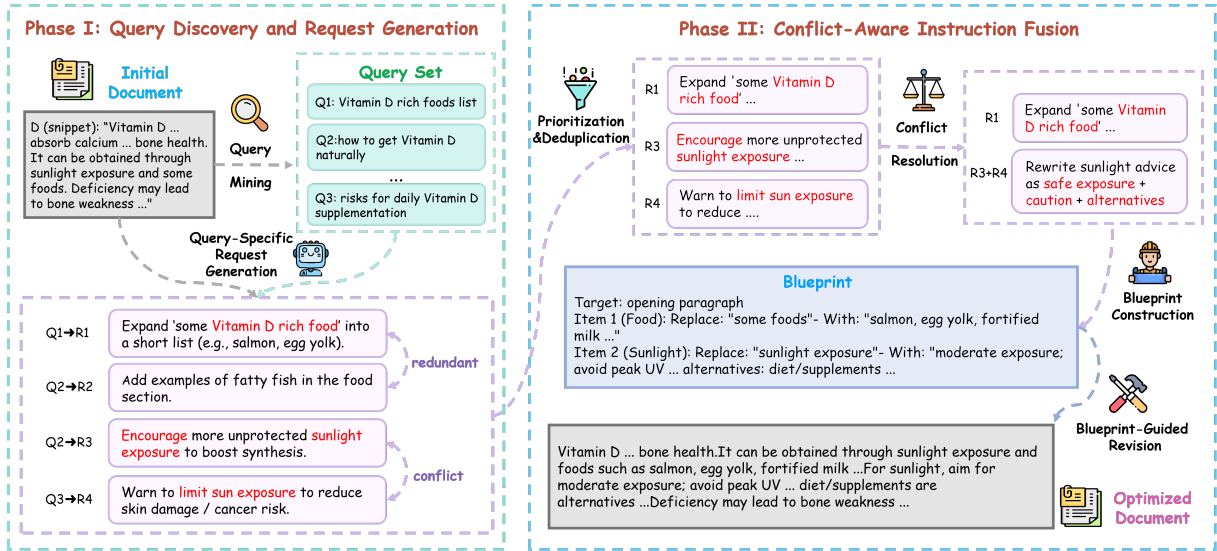 Phase I: Query Discovery and Request Generation
Initial
Document
D (snippet): "Vitamin D ...
absorb calcium ... bone health.
It can be obtained through
sunlight exposure and some
foods. Deficiency may lead
to bone weakness ..."
Query
Mining
Query Set
Q1: Vitamin D rich foods list
Q2:how to get Vitamin D
naturally
...
Q3: risks for daily Vitamin D
supplementation
Query-Specific
Request
Generation
Q1➜R1
Expand ‘some Vitamin D rich food’ into
a short list (e.g., salmon, egg yolk).
redundant
Q2➜R2
Add examples of fatty fish in the food
section.
Q2➜R3
Encourage more unprotected sunlight
exposure to boost synthesis.
conflict
Q3➜R4
Warn to limit sun exposure to reduce
skin damage / cancer risk.
Phase II: Conflict-Aware Instruction Fusion
Prioritization
&Deduplication
R1
Expand ‘some Vitamin D
rich food’ ...
R3
Encourage more unprotected
sunlight exposure ...
R4
Warn to limit sun exposure
to reduce ....
Conflict
Resolution
R1
Expand ‘some Vitamin
D rich food’ ...
R3+R4
Rewrite sunlight advice
as safe exposure +
caution + alternatives
Blueprint
Construction
Blueprint
Target: opening paragraph
Item 1 (Food): Replace: "some foods"- With: "salmon, egg yolk, fortified
milk ..."
Item 2 (Sunlight): Replace: "sunlight exposure"- With: "moderate exposure;
avoid peak UV ... alternatives: diet/supplements ...
Blueprint-Guided
Revision
Vitamin D ... bone health.It can be obtained through sunlight exposure and
foods such as salmon, egg yolk, fortified milk ...For sunlight, aim for
moderate exposure; avoid peak UV ... diet/supplements are
alternatives ...Deficiency may lead to bone weakness ...
Optimized
Document